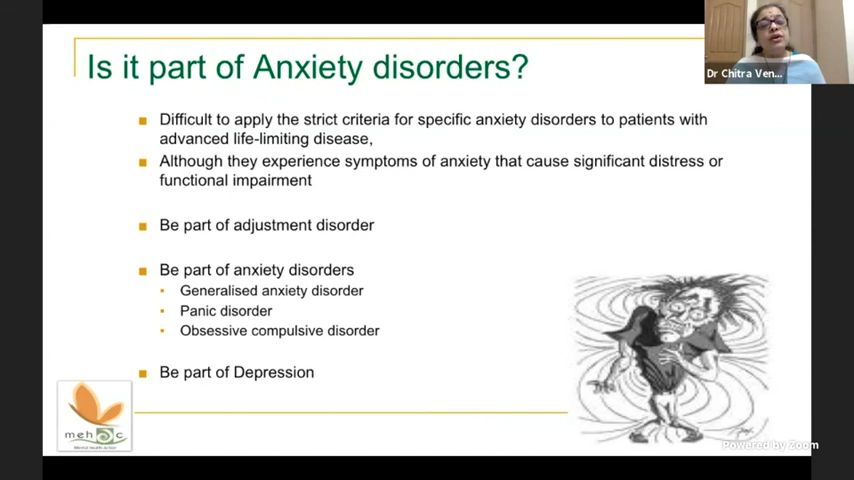 Is it part of Anxiety disorders?
Dr Chitra Ven...
Difficult to apply the strict criteria for specific anxiety disorders to patients with
advanced life-limiting disease,
Although they experience symptoms of anxiety that cause significant distress or
functional impairment
Be part of adjustment disorder
Be part of anxiety disorders
Generalised anxiety disorder
Panic disorder
Obsessive compulsive disorder
Be part of Depression
Powered by Zoom